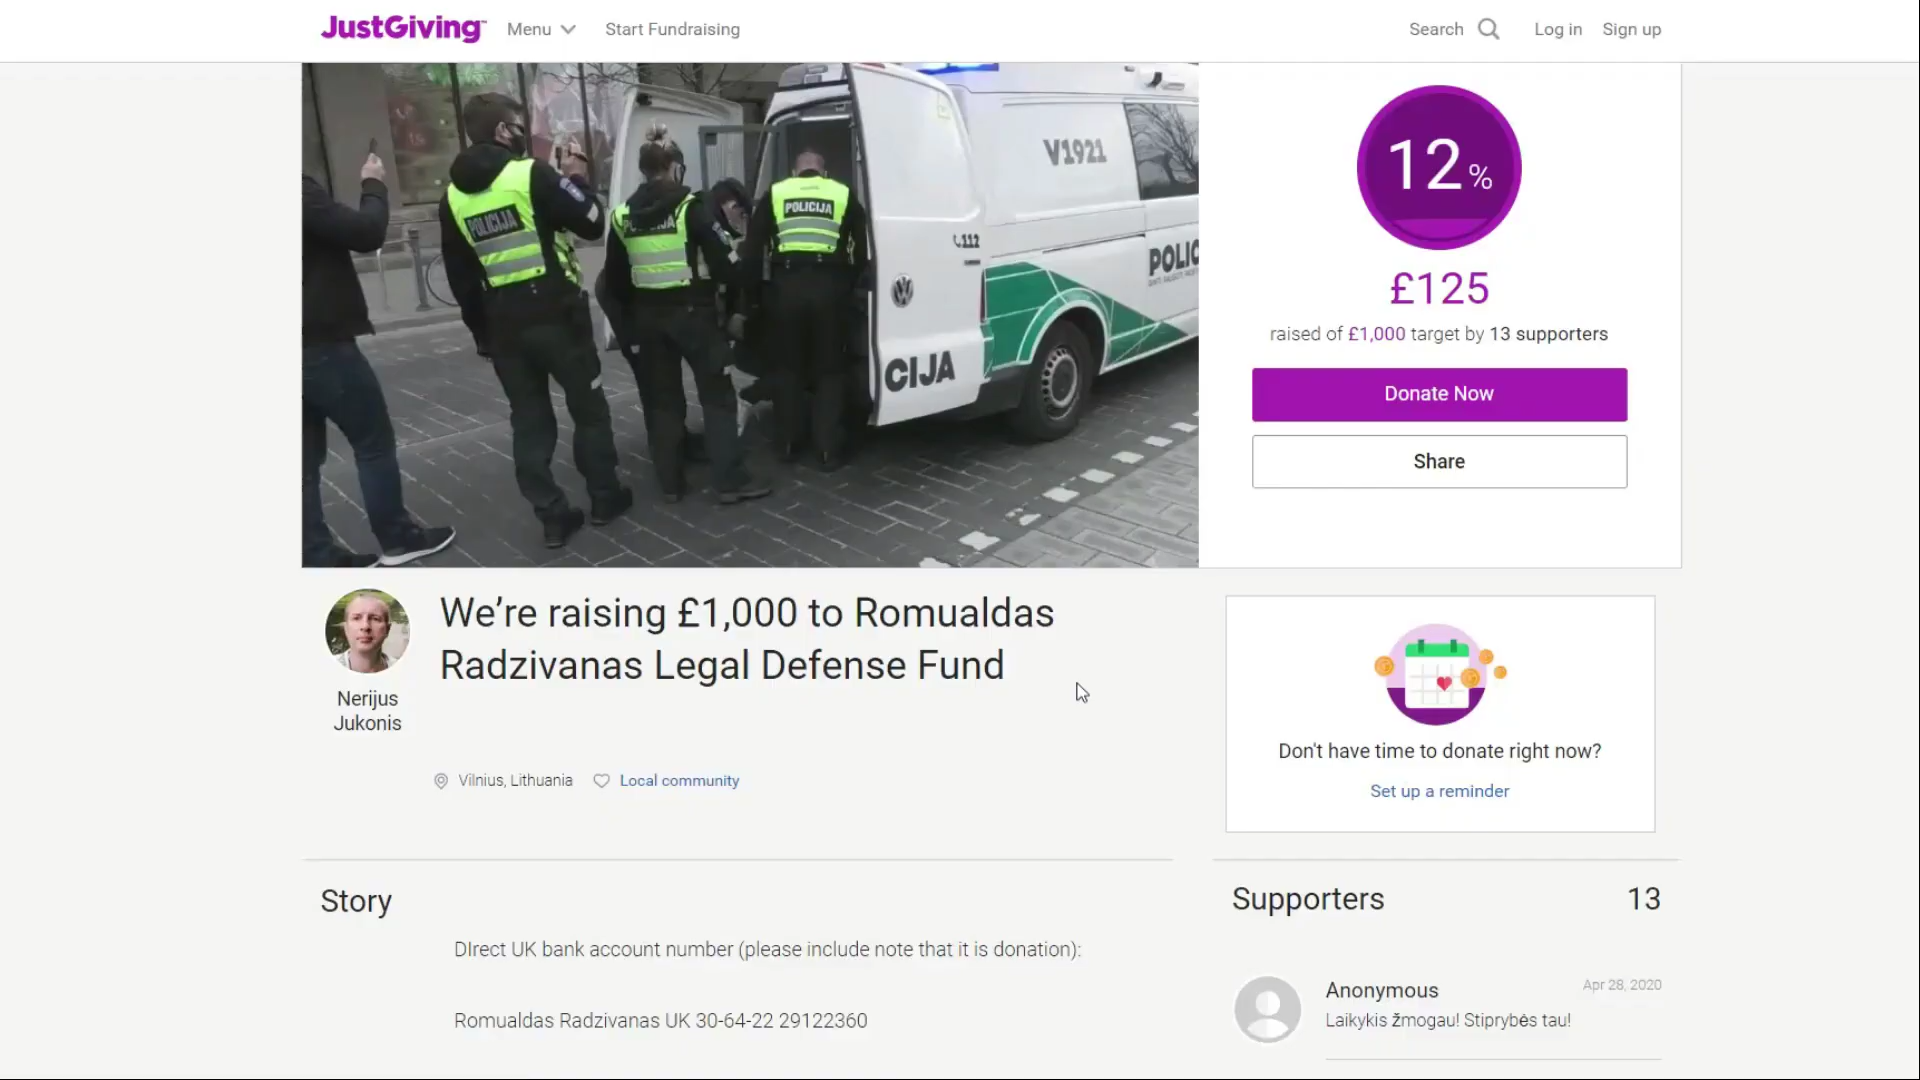 JustGiving™
Menu
Start Fundraising
Search
Log in
Sign up
V1921
POLICIJA
POLICIJA
112
POLIC
CIJA
12%
£125
raised of £1,000 target by 13 supporters
Donate Now
Share
Nerijus
Jukonis
We’re raising £1,000 to Romualdas
Radzivanas Legal Defense Fund
Vilnius, Lithuania
Local community
Don't have time to donate right now?
Set up a reminder
Story
DIrect UK bank account number (please include note that it is donation):
Romualdas Radzivanas UK 30-64-22 29122360
Supporters
13
Anonymous
Apr 28, 2020
Laikykis žmogau! Stiprybės tau!